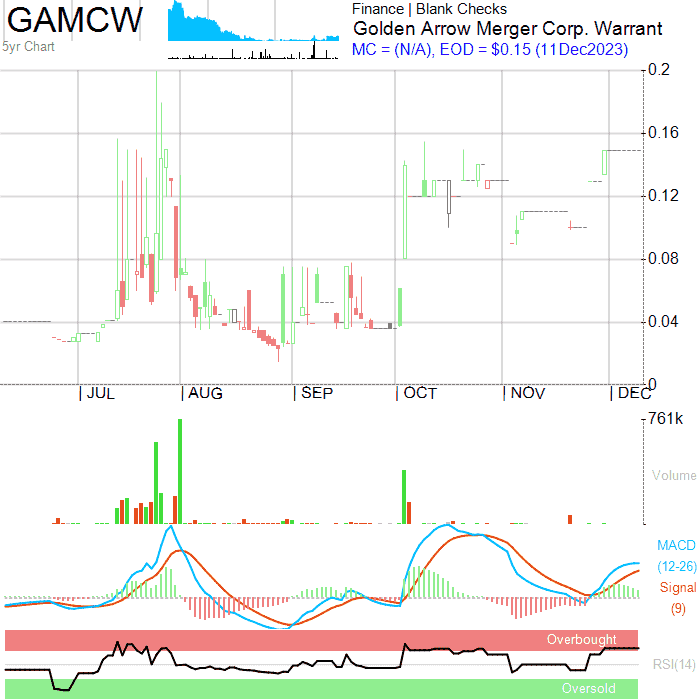 GAMCW
5yr Chart
Finance | Blank Checks
Golden Arrow Merger Corp. Warrant
MC = (N/A), EOD = $0.15 (11Dec2023)
0.2
0.16
0.12
0.08
0.04
0
JUL AUG SEP OCT NOV DEC
761k
Volume
MACD
(12-26)
Signal
(9)
Overbought
RSI(14)
Oversold